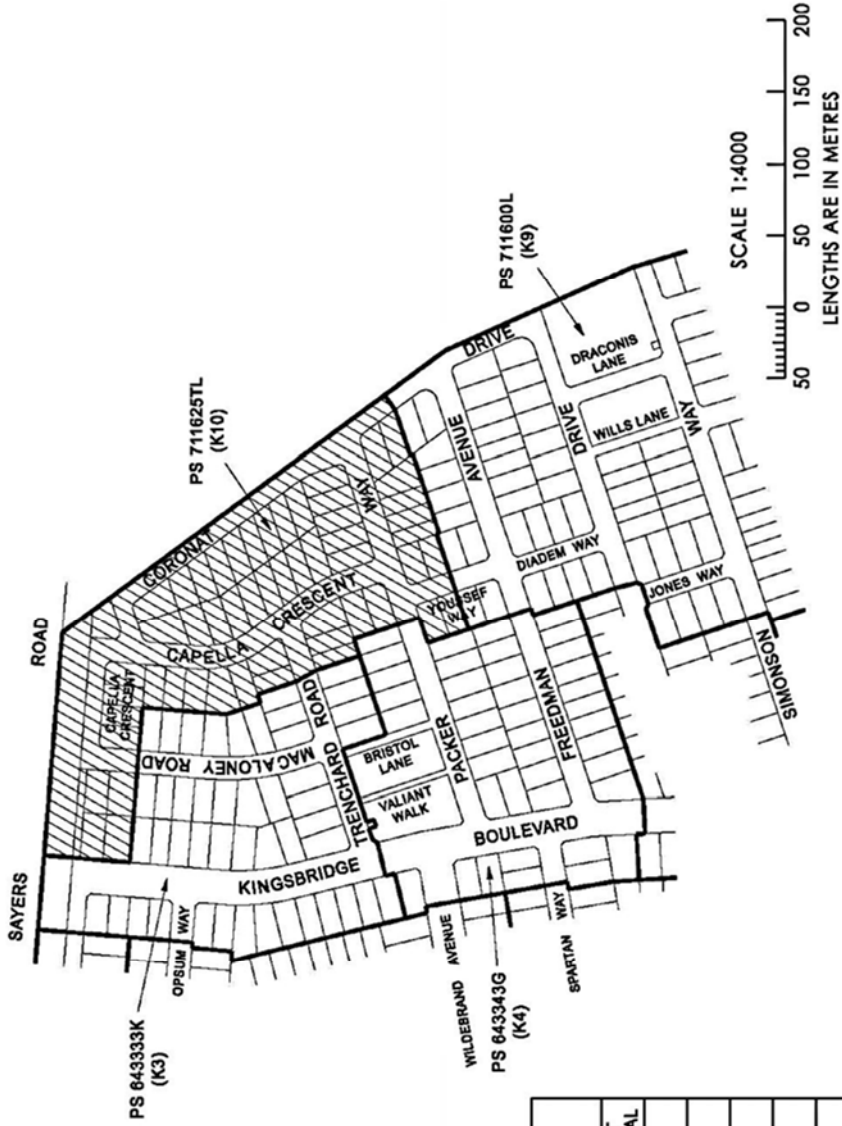 SAYERS
ROAD
PS 711625TL
(K10)
CORONAT
DRIVE
CAPELLA
CRESCENT
CAPELLA
CRESCENT
WAY
YOUSSEF
WAY
MACALONEY ROAD
TRENCHARD
ROAD
KINGSBRIDGE
BOULEVARD
OPSUM
WAY
PS 643333K
(K3)
BRISTOL
LANE
VALIANT
WALK
PACKER
AVENUE
FREEDMAN
DRIVE
DIADEM WAY
WILLS LANE
DRACONIS
LANE
PS 711600L
(K9)
JONES WAY
SIMONSON
WAY
WILDEBRAND
AVENUE
SPARTAN
WAY
PS 643343G
(K4)
SCALE 1:4000
50
0
50
100
150
200
LENGTHS ARE IN METRES
AL